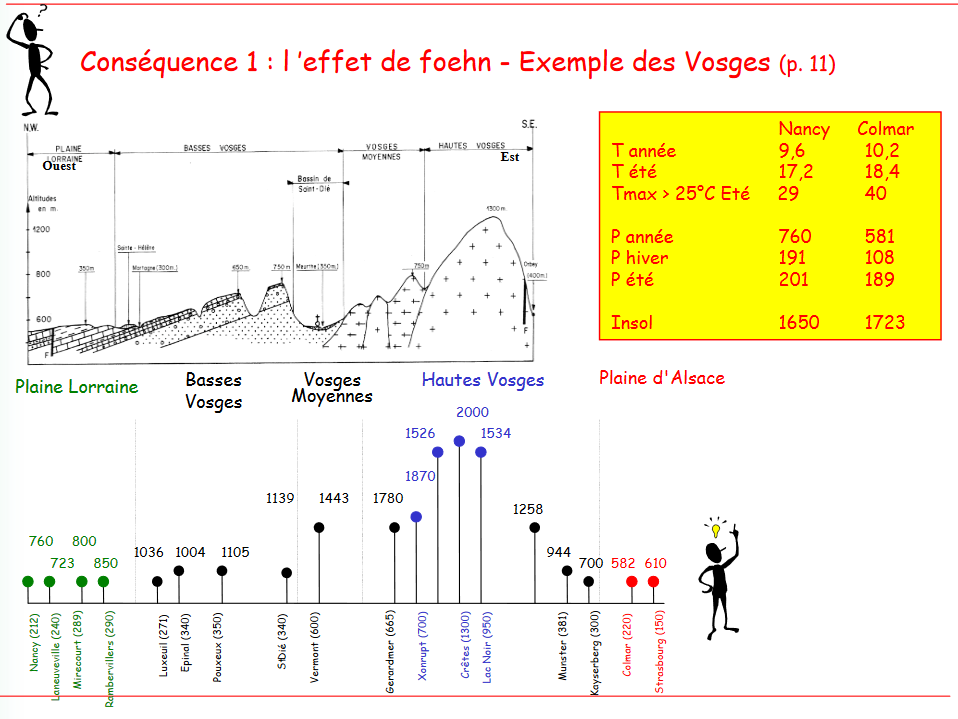 ?
Conséquence 1 : l 'effet de foehn - Exemple des Vosges (p. 11)
N.W. S.E.
PLAINE LORRAINE BASSES VOSGES VOSGES MOYENNES HAUTES VOSGES
Ouest Est
Bassin de Saint-Dié
Altitudes en m.
1200
800
600
Sainte-Hélène
350m Mortagne (300m.) 650m 750m Meurthe (350m) 750m 1300m. Orbey (400m.)
F F
Nancy Colmar
T année 9,6 10,2
T été 17,2 18,4
Tmax > 25°C Eté 29 40
P année 760 581
P hiver 191 108
P été 201 189
Insol 1650 1723
Plaine Lorraine
Basses Vosges
Vosges Moyennes
Hautes Vosges
Plaine d'Alsace
760 723 800 850 1036 1004 1105 1139 1443 1780 1870 1526 2000 1534 1258 944 700 582 610
Nancy (212)
Laneuveville (240)
Mirecourt (289)
Rambervillers (290)
Luxeuil (271)
Epinal (340)
Pouxeux (350)
StDié (340)
Vermont (600)
Gerardmer (665)
Xonrupt (700)
Crêtes (1300)
Lac Noir (950)
Munster (381)
Kayserberg (300)
Colmar (220)
Strasbourg (150)